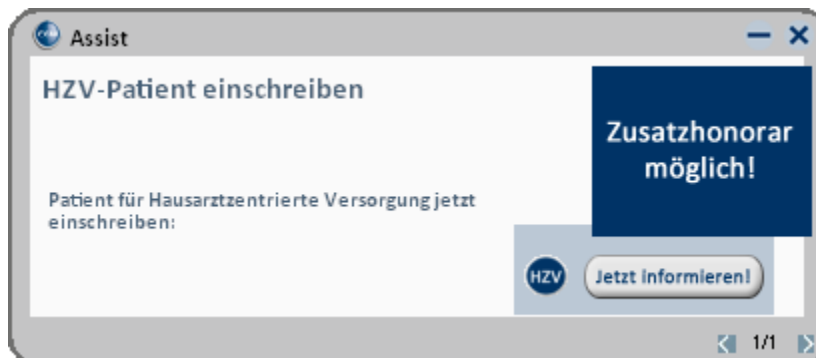 Assist
HZV-Patient einschreiben
Zusatzhonorar
möglich!
Patient für Hausarztzentrierte Versorgung jetzt
einschreiben:
HZV
Jetzt informieren!
1/1